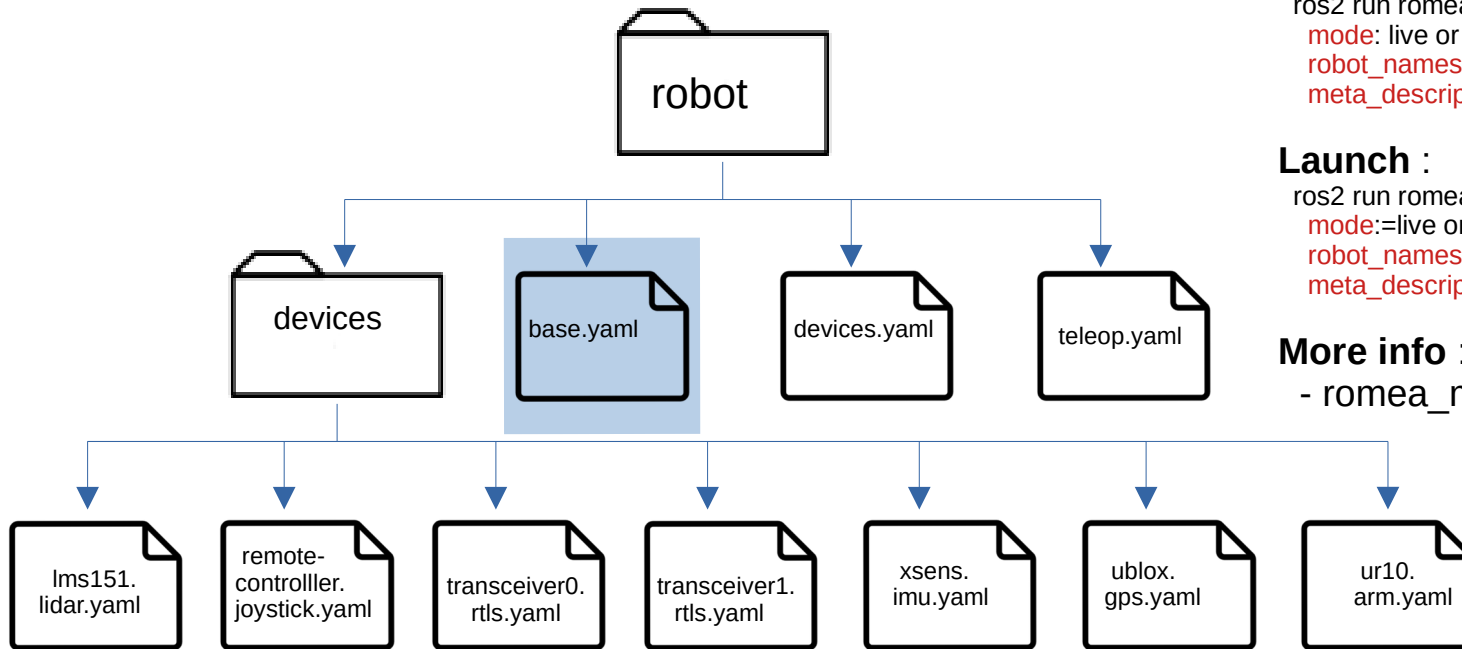 robot
devices
base.yaml
devices.yaml
teleop.yaml
lms151.
lidar.yaml
remote-
controlller.
joystick.yaml
transceiver0.
rtls.yaml
transceiver1.
rtls.yaml
xsens.
imu.yaml
ublox.
gps.yaml
ur10.
arm.yaml
ros2 run romea
mode: live or
robot_names
meta_descrip
Launch :
ros2 run romea
mode:=live or
robot_names
meta_descrip
More info :
- romea_